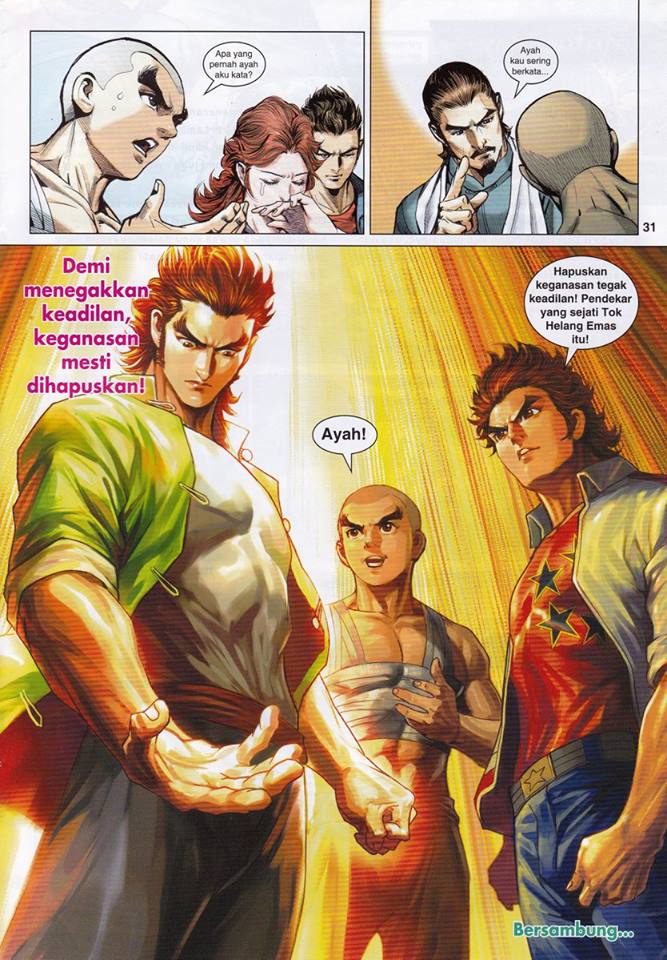 Apa yang
pernah ayah
aku kata?
Ayah
kau sering
berkata...
31
Demi
menegakkan
keadilan,
keganasan
mesti
dihapuskan!
Hapuskan
keganasan tegak
keadilan! Pendekar
yang sejati Tok
Helang Emas
itu!
Ayah!
Bersambung...